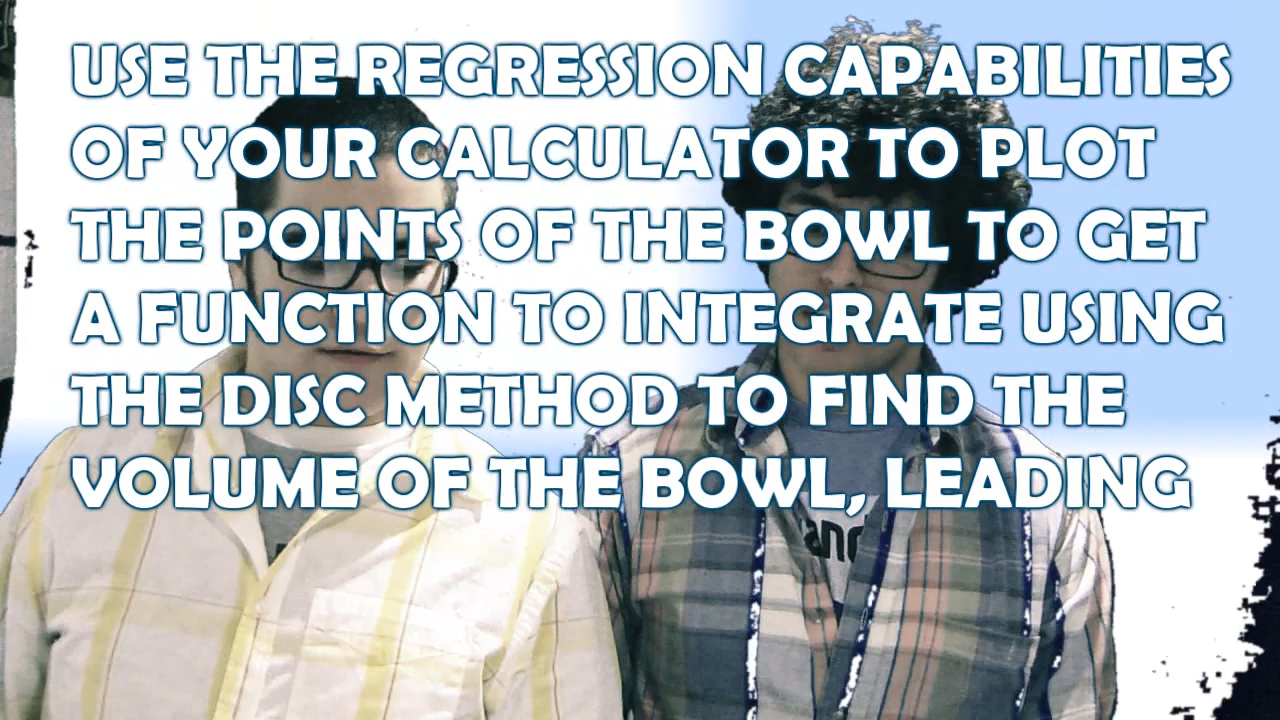 USE THE REGRESSION CAPABILITIES
OF YOUR CALCULATOR TO PLOT
THE POINTS OF THE BOWL TO GET
A FUNCTION TO INTEGRATE USING
THE DISC METHOD TO FIND THE
VOLUME OF THE BOWL, LEADING